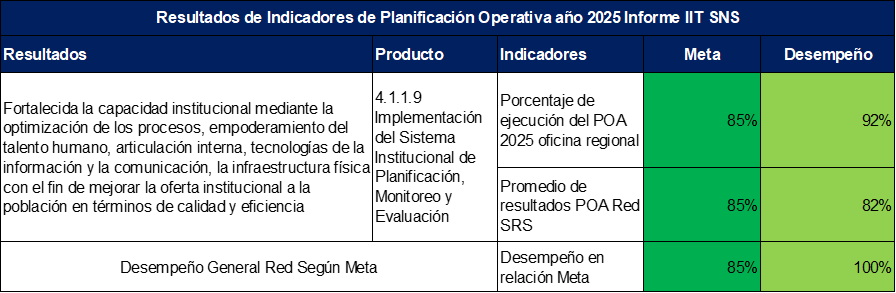 Resultados de Indicadores de Planificación Operativa año 2025 Informe IIT SNS
Resultados
Producto
Indicadores
Meta
Desempeño
Fortalecida la capacidad institucional mediante la
optimización de los procesos, empoderamiento del
talento humano, articulación interna, tecnologías de la
información y la comunicación, la infraestructura física
con el fin de mejorar la oferta institucional a la
población en términos de calidad y eficiencia
4.1.1.9
Implementación
del Sistema
Institucional de
Planificación,
Monitoreo y
Evaluación
Porcentaje de
ejecución del POA
2025 oficina regional
85%
92%
Promedio de
resultados POA Red
SRS
85%
82%
Desempeño General Red Según Meta
Desempeño en
relación Meta
85%
100%